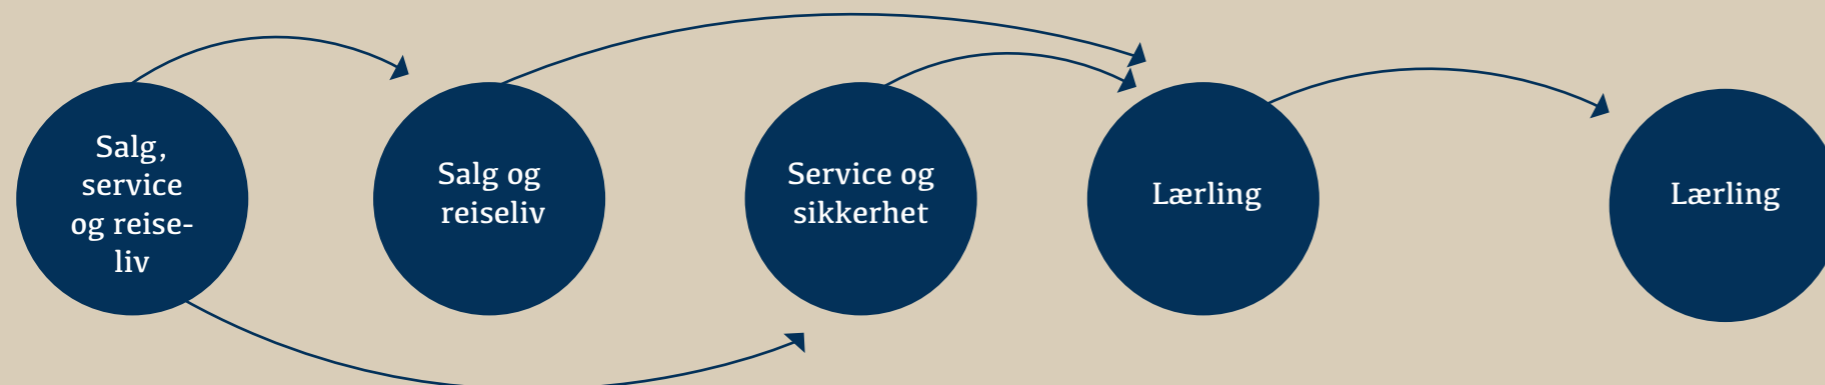 Salg,
service
og reise-
liv
Salg og
reiseliv
Service og
sikkerhet
Lærling
Lærling